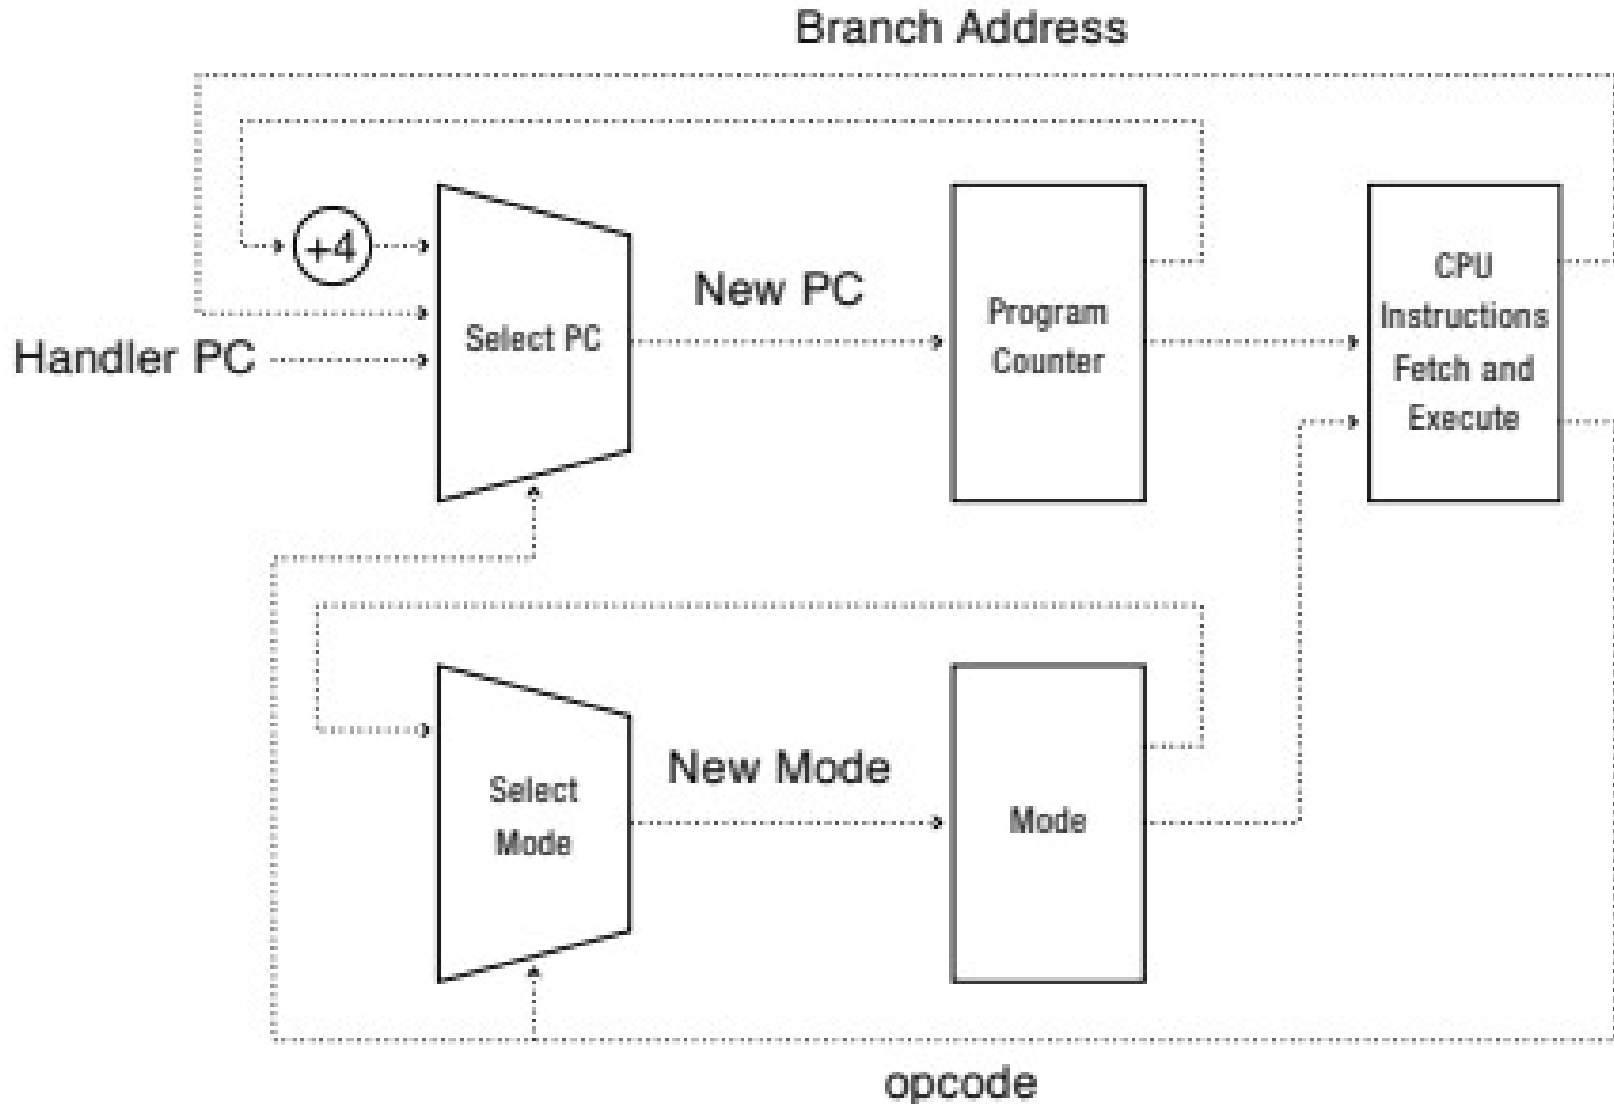 Branch Address
+4
Select PC
New PC
Program
Counter
CPU
Instructions
Fetch and
Execute
Handler PC
Select
Mode
New Mode
Mode
opcode